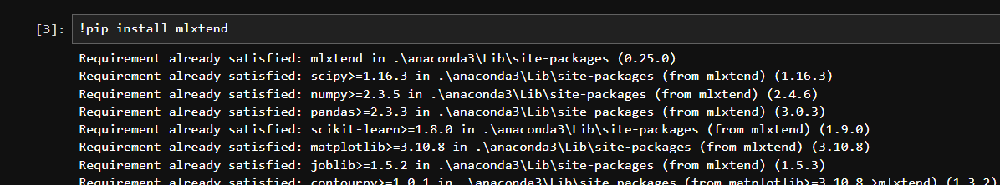 [3]: !pip install mlxtend
Requirement already satisfied: mlxtend in .\anaconda3\Lib\site-packages (0.25.0)
Requirement already satisfied: scipy>=1.16.3 in .\anaconda3\Lib\site-packages (from mlxtend) (1.16.3)
Requirement already satisfied: numpy>=2.3.5 in .\anaconda3\Lib\site-packages (from mlxtend) (2.4.6)
Requirement already satisfied: pandas>=2.3.3 in .\anaconda3\Lib\site-packages (from mlxtend) (3.0.3)
Requirement already satisfied: scikit-learn>=1.8.0 in .\anaconda3\Lib\site-packages (from mlxtend) (1.9.0)
Requirement already satisfied: matplotlib>=3.10.8 in .\anaconda3\Lib\site-packages (from mlxtend) (3.10.8)
Requirement already satisfied: joblib>=1.5.2 in .\anaconda3\Lib\site-packages (from mlxtend) (1.5.3)
Requirement already satisfied: contourpy>=1.0.1 in .\anaconda3\Lib\site-packages (from matplotlib>=3.10.8->mlxtend) (1.3.2)